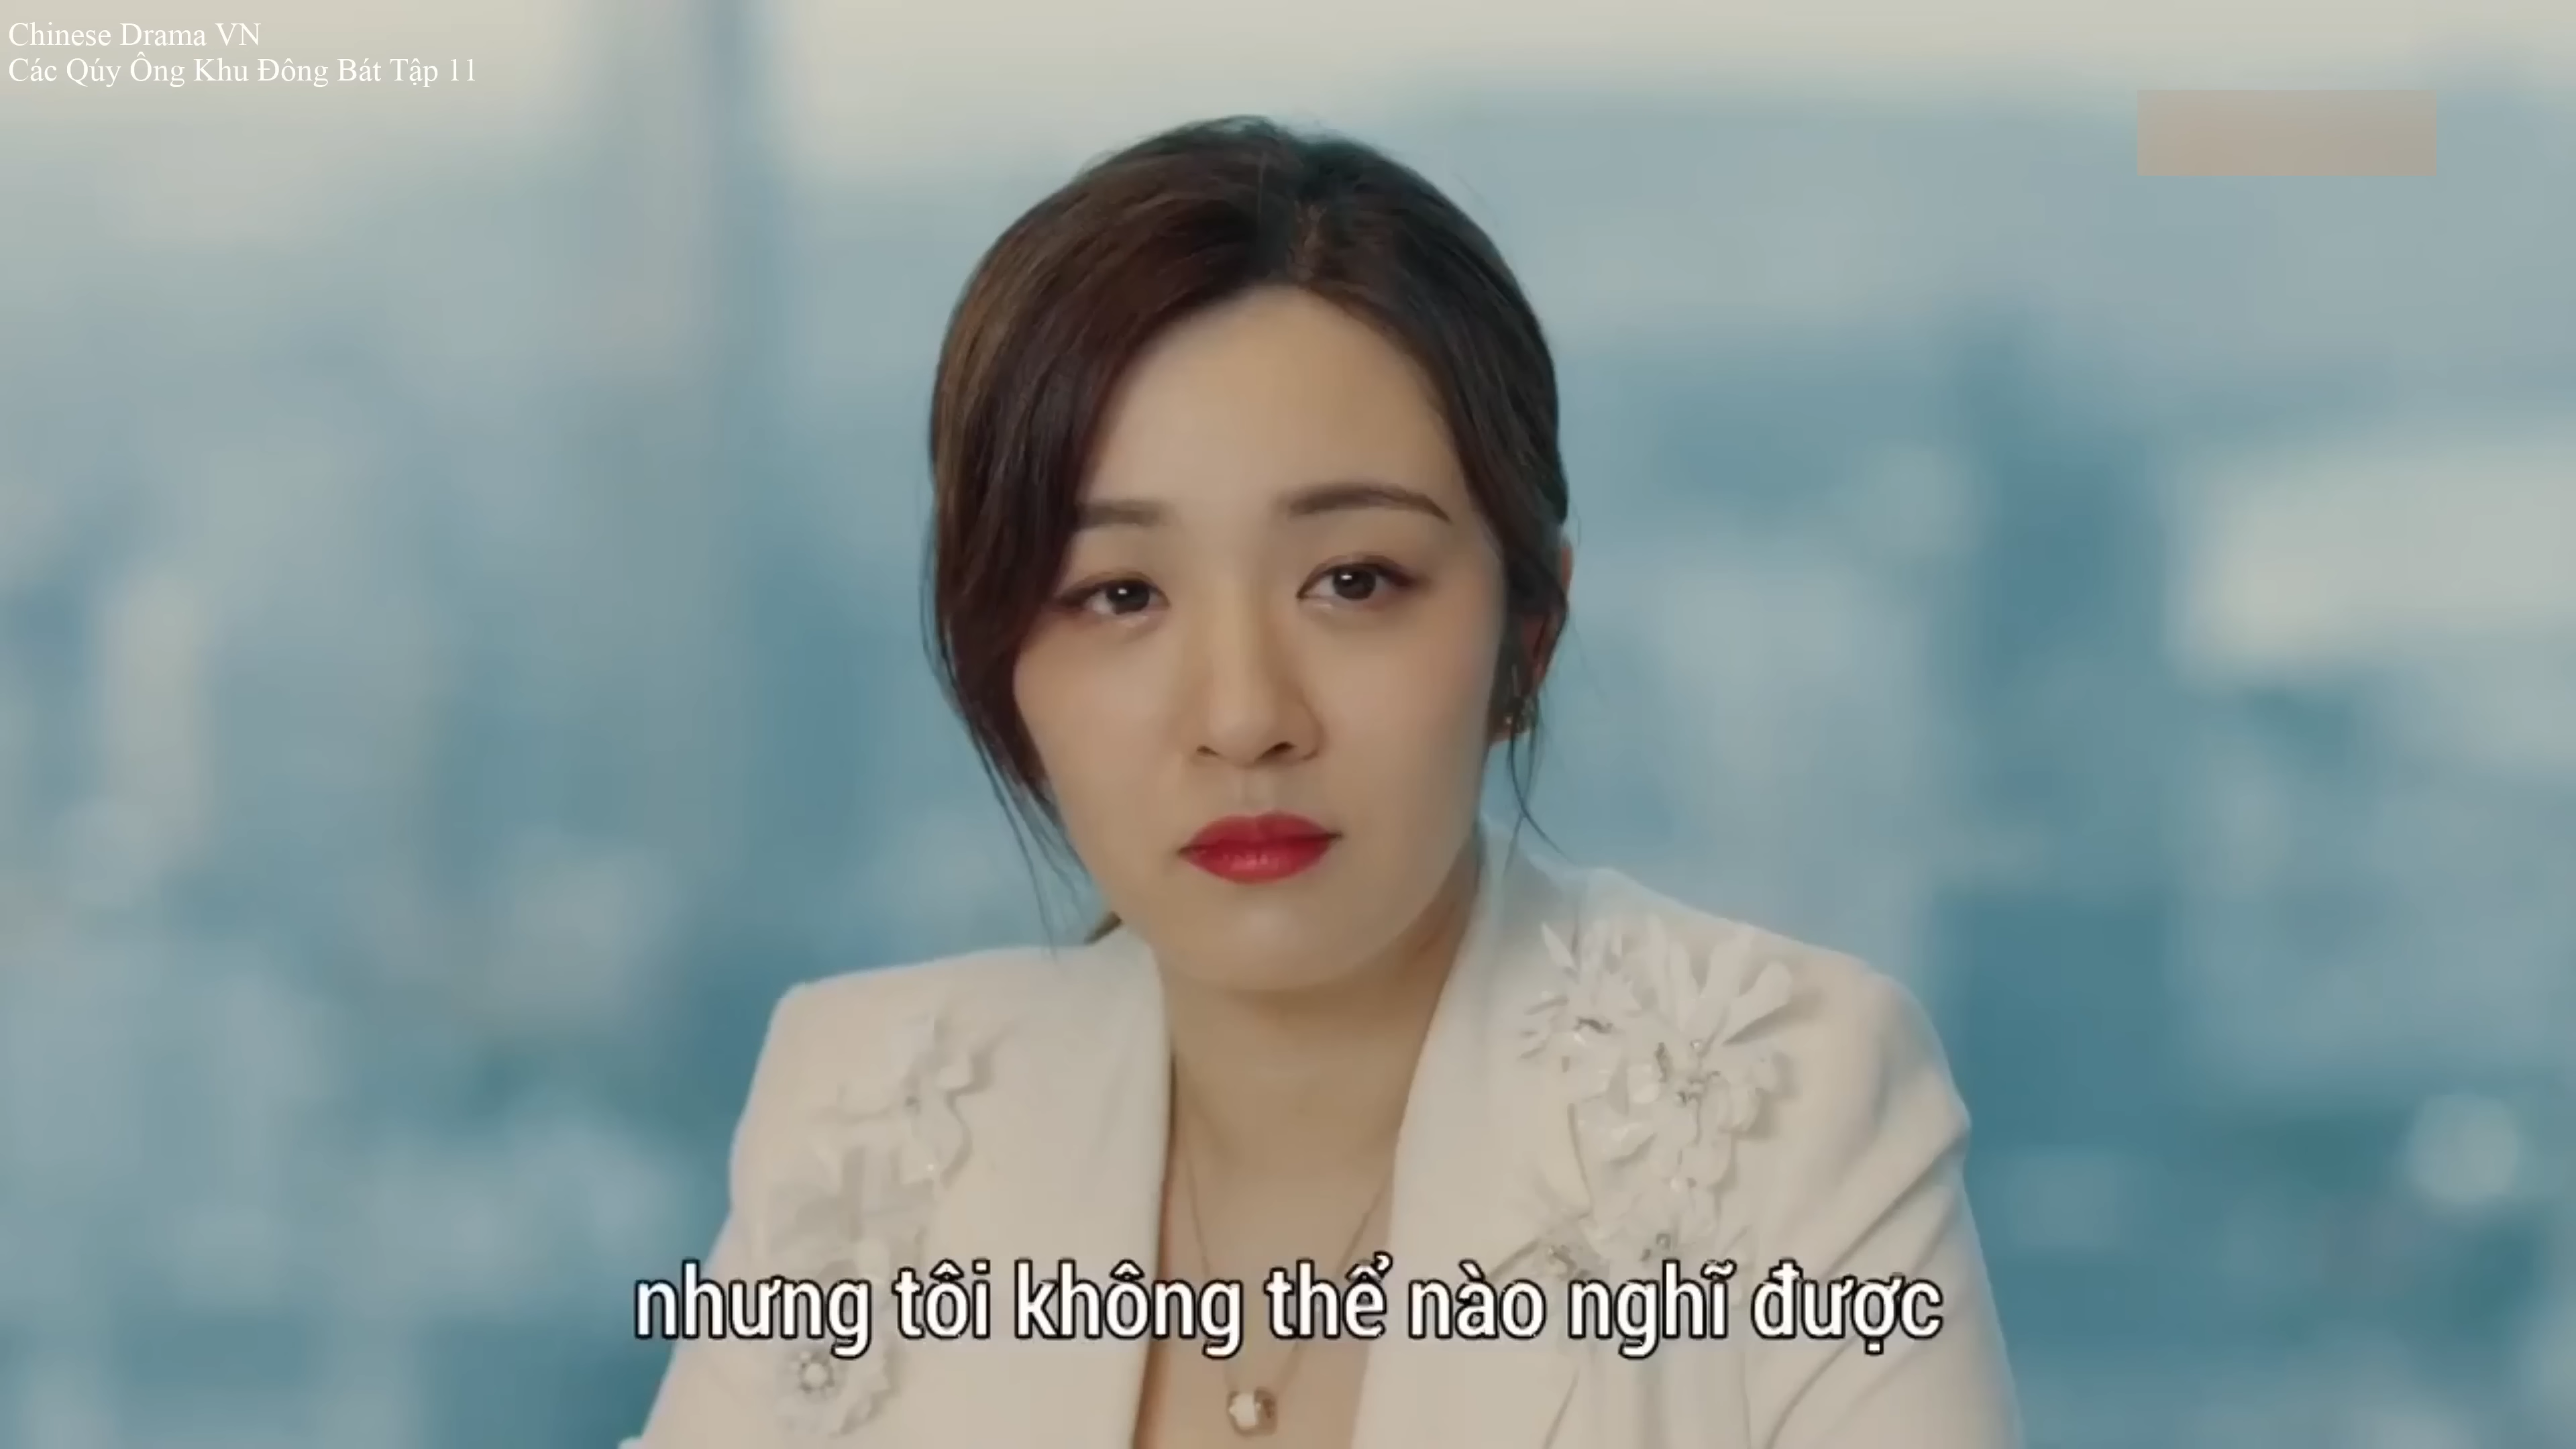 Chinese Drama VN
Các Qúy Ông Khu Đông Bát Tập 11
nhưng tôi không thể nào nghĩ được